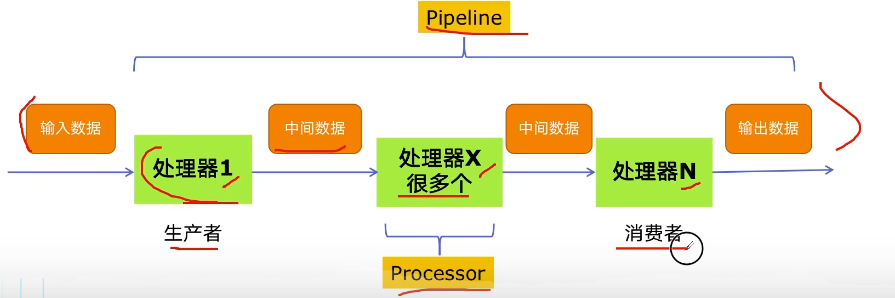 Pipeline
输入数据
中间数据
中间数据
输出数据
处理器1
处理器X
很多个
处理器N
生产者
消费者
Processor